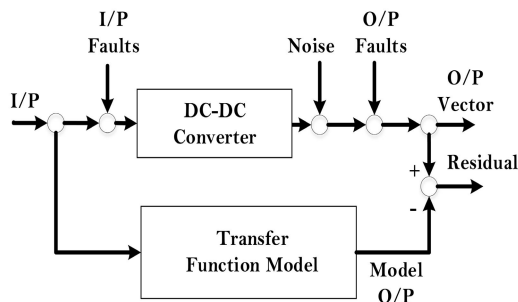 I/P
Faults
O/P
Faults
Noise
O/P
Vector
I/P
DC-DC
Converter
Residual
+
-
Transfer
Function Model
Model
O/P